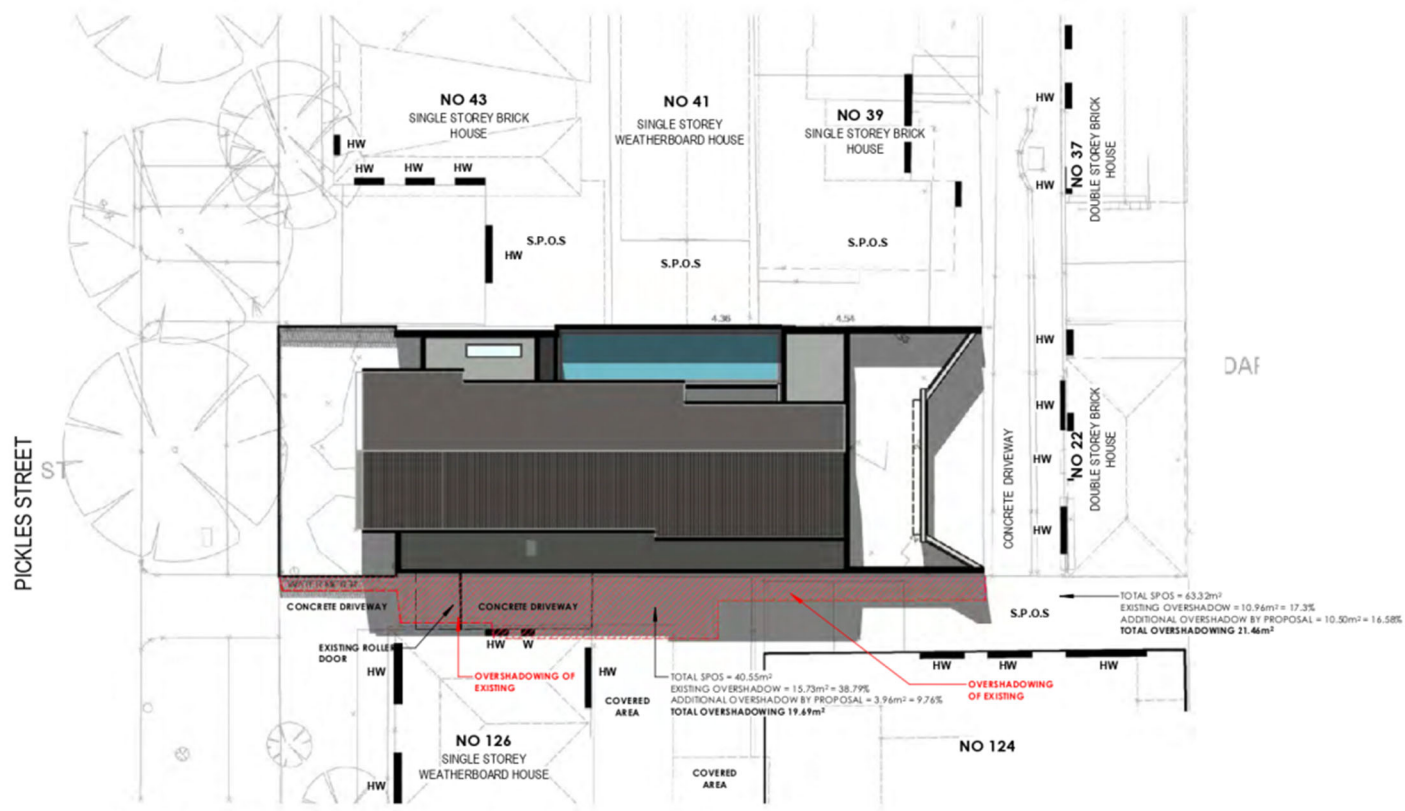 NO 43
SINGLE STOREY BRICK
HOUSE
NO 41
SINGLE STOREY
WEATHERBOARD HOUSE
NO 39
SINGLE STOREY BRICK
HOUSE
HW
HW
NO 37
DOUBLE STOREY BRICK
HOUSE
HW
HW
HW
HW
HW
S.P.O.S
S.P.O.S
S.P.O.S
4.36
4.54
HW
HW
HW
HW
HW
NO 22
DOUBLE STOREY BRICK
HOUSE
CONCRETE DRIVEWAY
PICKLES STREET
ST
CONCRETE DRIVEWAY
CONCRETE DRIVEWAY
S.P.O.S
TOTAL SPOS = 63.32m²
EXISTING OVERSHADOW = 10.96m² = 17.3%
ADDITIONAL OVERSHADOW BY PROPOSAL = 10.50m² = 16.58%
TOTAL OVERSHADOWING 21.46m²
EXISTING ROLLER
DOOR
HW
W
HW
HW
OVERSHADOWING OF
EXISTING
TOTAL SPOS = 40.55m²
EXISTING OVERSHADOW = 15.73m² = 38.79%
ADDITIONAL OVERSHADOW BY PROPOSAL = 3.96m² = 9.76%
TOTAL OVERSHADOWING 19.69m²
OVERSHADOWING
OF EXISTING
HW
HW
HW
COVERED
AREA
NO 126
SINGLE STOREY
WEATHERBOARD HOUSE
NO 124
COVERED
AREA
HW